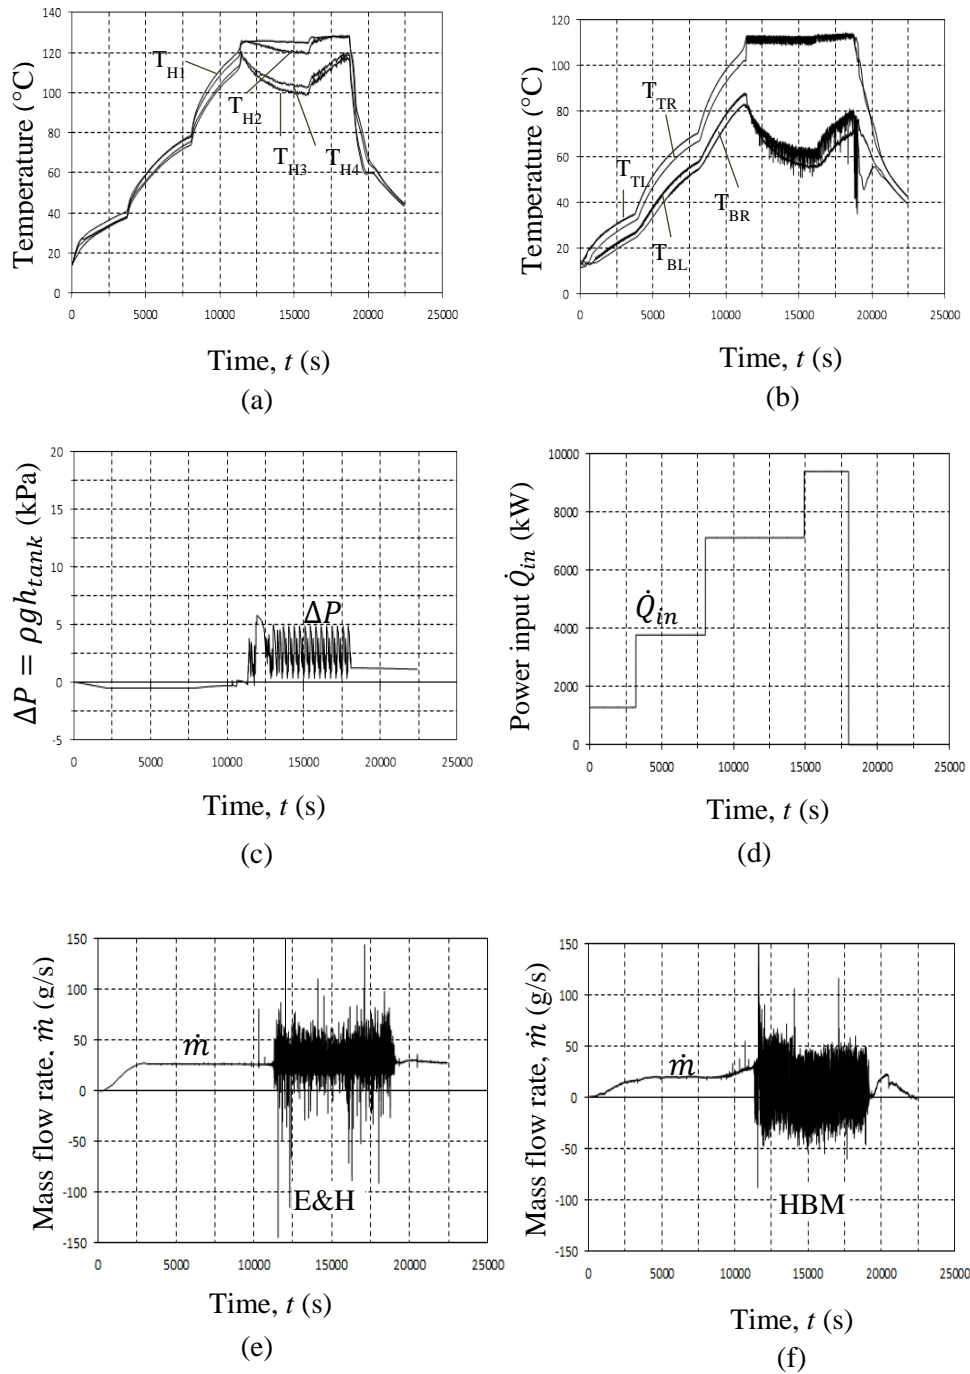 140
120
100
80
60
40
20
0
T_H1
T_H2
T_H3
T_H4
Temperature (°C)
0 5000 10000 15000 20000 25000
Time, t (s)
(a)
120
100
80
60
40
20
0
T_TR
T_TL
T_BR
T_BL
Temperature (°C)
0 5000 10000 15000 20000 25000
Time, t (s)
(b)
20
15
10
5
0
-5
ΔP
ΔP = ρgh_tank (kPa)
0 5000 10000 15000 20000 25000
Time, t (s)
(c)
10000
8000
6000
4000
2000
0
Q̇_in
Power input Q̇_in (kW)
0 5000 10000 15000 20000 25000
Time, t (s)
(d)
150
100
50
0
-50
-100
-150
ṁ
E&H
Mass flow rate, ṁ (g/s)
0 5000 10000 15000 20000 25000
Time, t (s)
(e)
150
100
50
0
-50
-100
-150
ṁ
HBM
Mass flow rate, ṁ (g/s)
0 5000 10000 15000 20000 25000
Time, t (s)
(f)